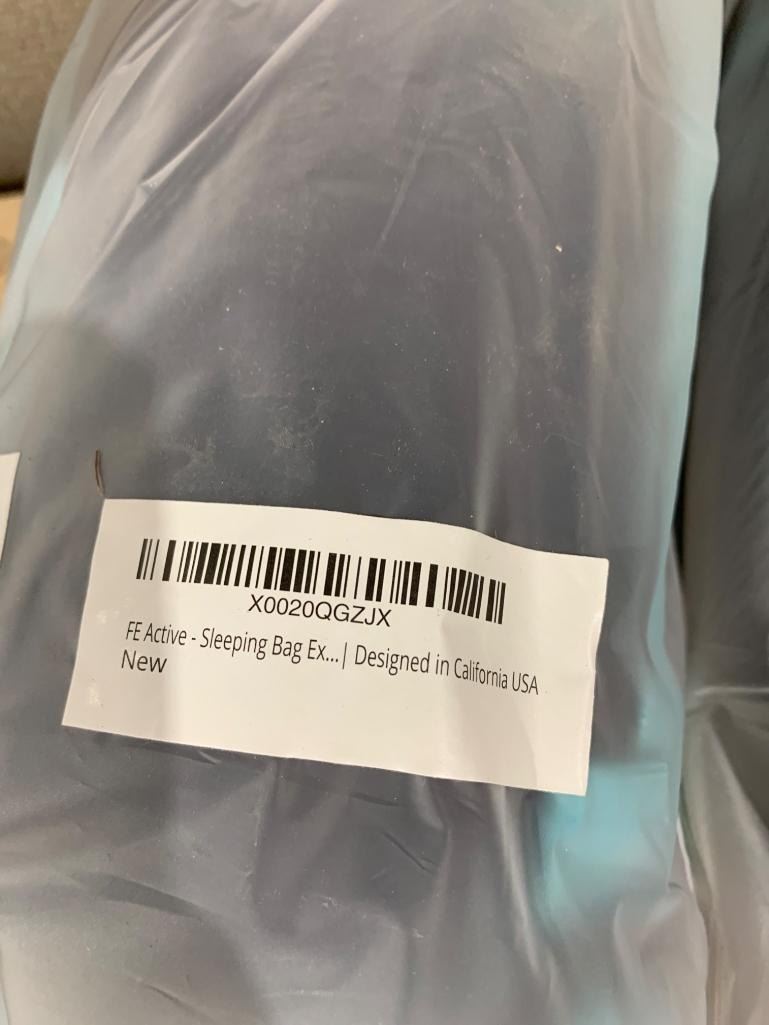 X0020QGZJX
FE Active - Sleeping Bag Ex...| Designed in California USA
New